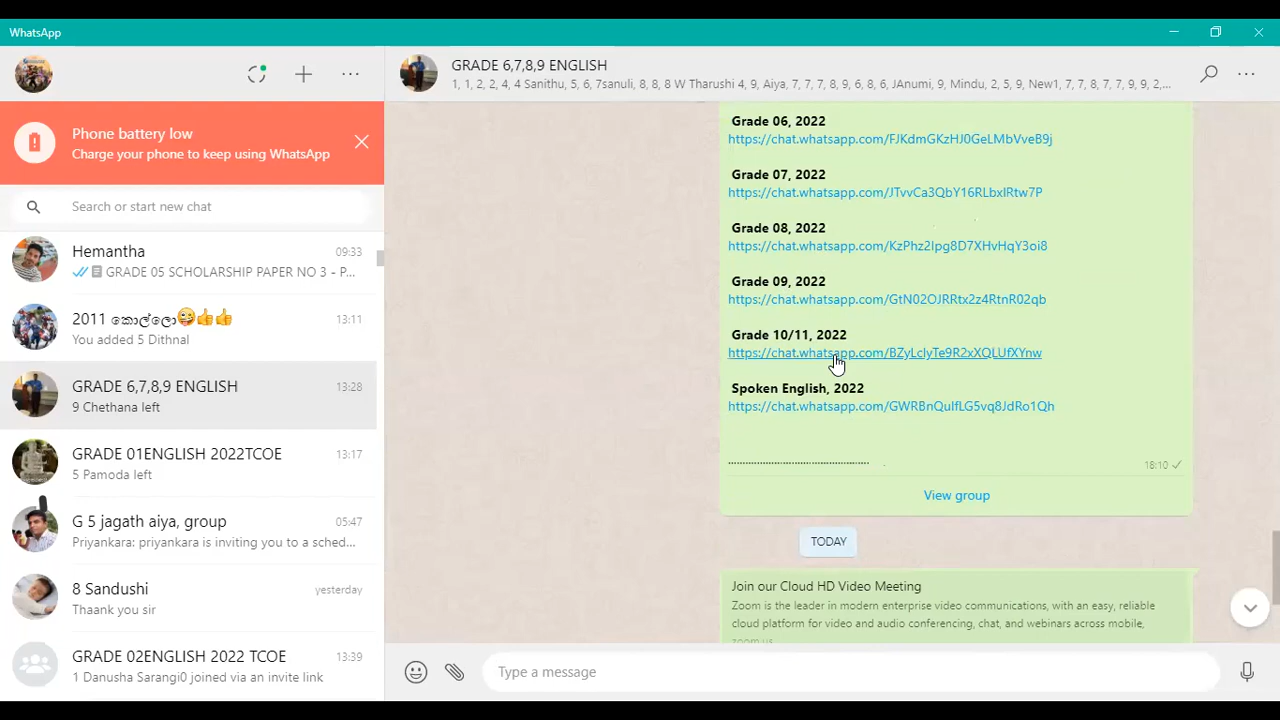 WhatsApp
Phone battery low
Charge your phone to keep using WhatsApp
Search or start new chat
Hemantha
09:33
GRADE 05 SCHOLARSHIP PAPER NO 3 - P...
2011 කොල්ලො🤪👍👍
13:11
You added 5 Dithnal
GRADE 6,7,8,9 ENGLISH
13:28
9 Chethana left
GRADE 01ENGLISH 2022TCOE
13:17
5 Pamoda left
G 5 jagath aiya, group
05:47
Priyankara: priyankara is inviting you to a sched...
8 Sandushi
yesterday
Thaank you sir
GRADE 02ENGLISH 2022 TCOE
13:39
1 Danusha Sarangi0 joined via an invite link
GRADE 6,7,8,9 ENGLISH
1, 1, 2, 2, 4, 4 Sanithu, 5, 6, 7sanuli, 8, 8, 8 W Tharushi 4, 9, Aiya, 7, 7, 7, 8, 9, 6, 8, 6, JAnumi, 9, Mindu, 2, 5, 9, New1, 7, 7, 8, 7, 7, 9, 9, 2,...
Grade 06, 2022
https://chat.whatsapp.com/FJKdmGKzHJ0GeLMbVveB9j
Grade 07, 2022
https://chat.whatsapp.com/JTvvCa3QbY16RLbxIRtw7P
Grade 08, 2022
https://chat.whatsapp.com/KzPhz2Ipg8D7XHvHqY3oi8
Grade 09, 2022
https://chat.whatsapp.com/GtN02OJRRtx2z4RtnR02qb
Grade 10/11, 2022
https://chat.whatsapp.com/BZyLclyTe9R2xXQLUfXYnw
Spoken English, 2022
https://chat.whatsapp.com/GWRBnQulfLG5vq8JdRo1Qh
18:10
View group
TODAY
Join our Cloud HD Video Meeting
Zoom is the leader in modern enterprise video communications, with an easy, reliable
cloud platform for video and audio conferencing, chat, and webinars across mobile,
zoom.us
Type a message